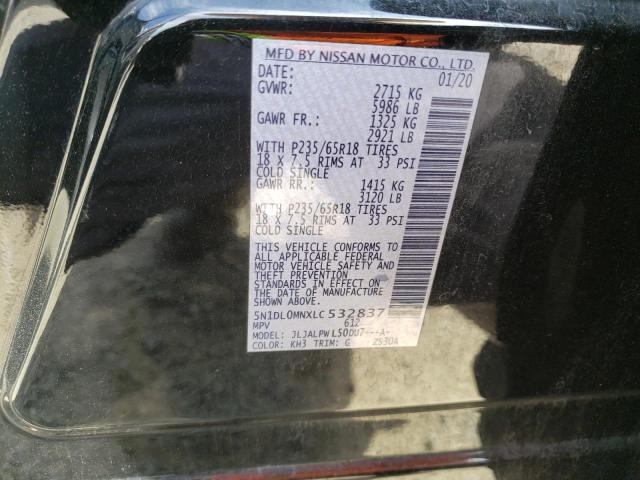 MFD BY NISSAN MOTOR CO., LTD.
DATE: 01/20
GVWR: 2715 KG
5986 LB
GAWR FR.: 1325 KG
2921 LB
WITH P235/65R18 TIRES
18 X 7.5 RIMS AT 33 PSI
COLD SINGLE
GAWR RR.: 1415 KG
3120 LB
WITH P235/65R18 TIRES
18 X 7.5 RIMS AT 33 PSI
COLD SINGLE
THIS VEHICLE CONFORMS TO
ALL APPLICABLE FEDERAL
MOTOR VEHICLE SAFETY AND
THEFT PREVENTION
STANDARDS IN EFFECT ON
THE DATE OF MANUFACTURE
SHOWN ABOVE.
5N1DL0MNXLC532837
MPV 612
MODEL: JLJALPWL50DU7---A-
COLOR: KH3 TRIM: G ZS30A